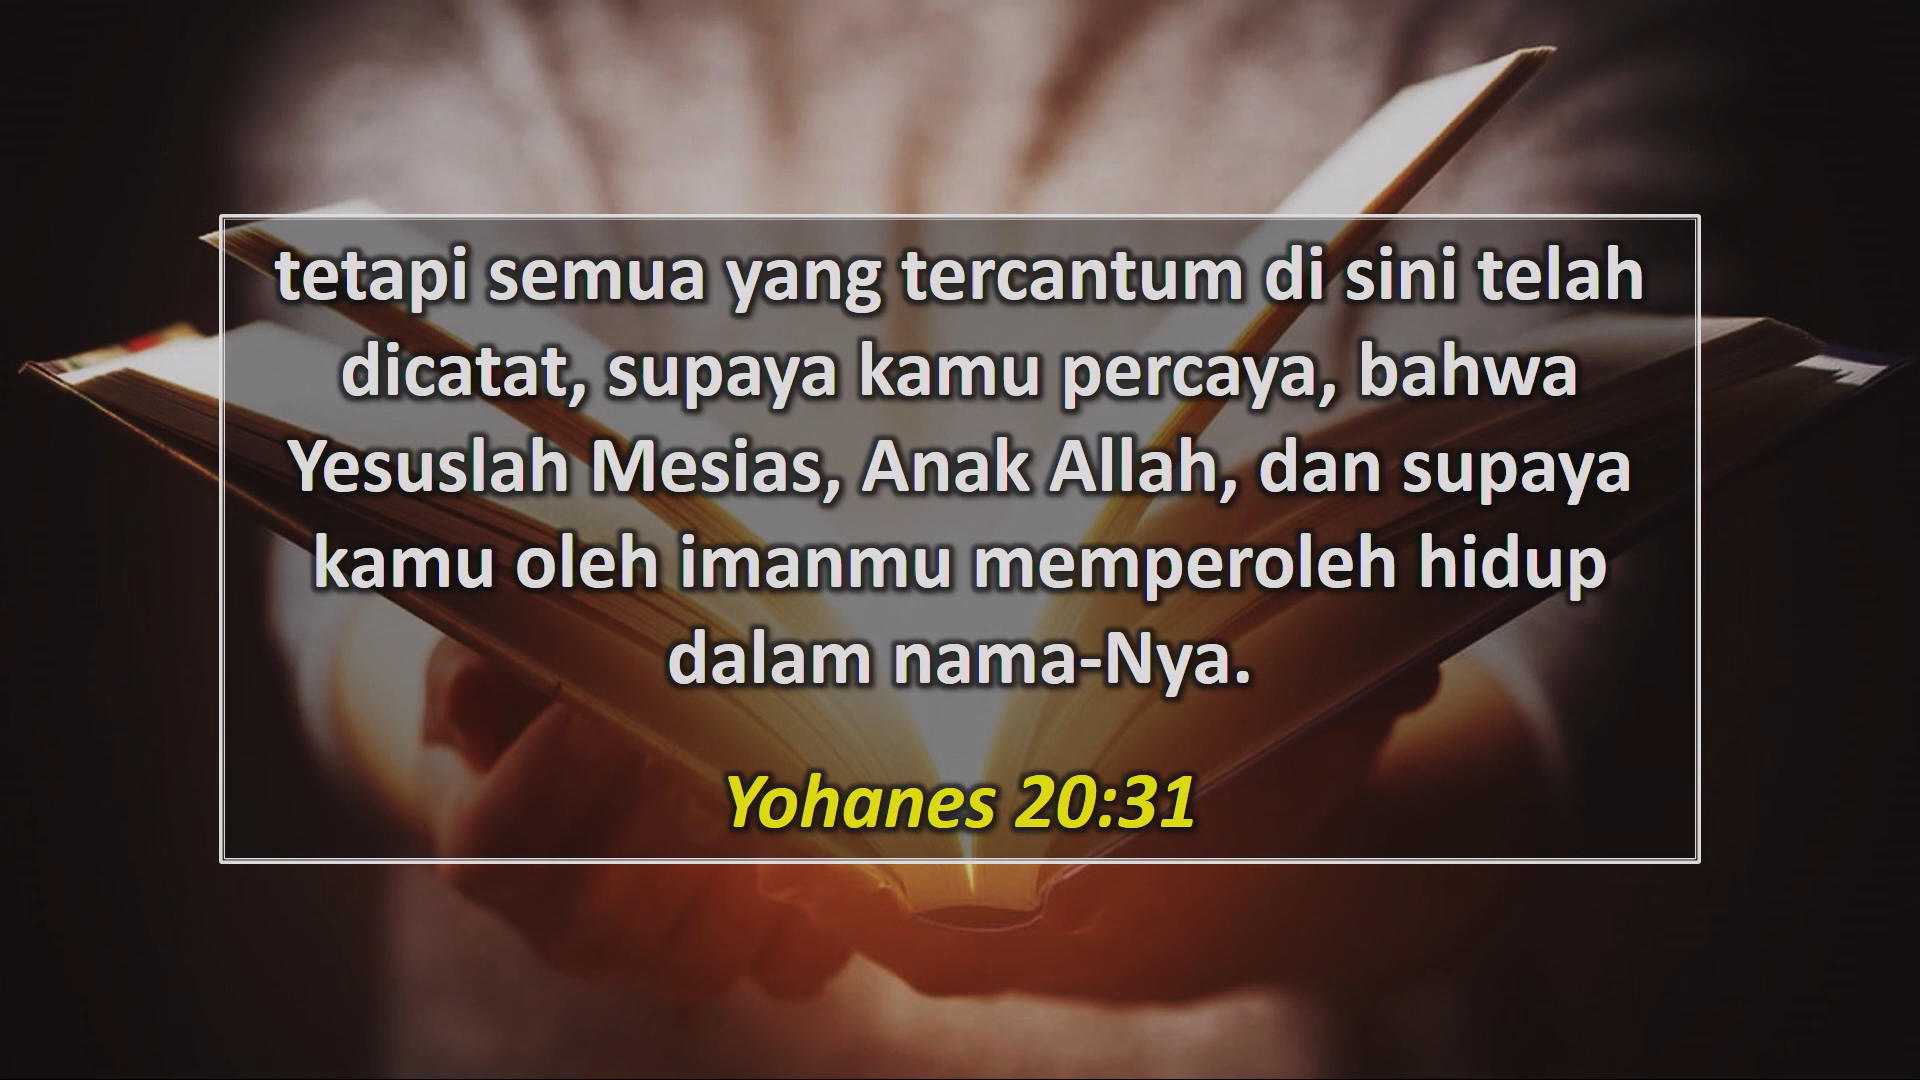 tetapi semua yang tercantum di sini telah
dicatat, supaya kamu percaya, bahwa
Yesuslah Mesias, Anak Allah, dan supaya
kamu oleh imanmu memperoleh hidup
dalam nama-Nya.
Yohanes 20:31